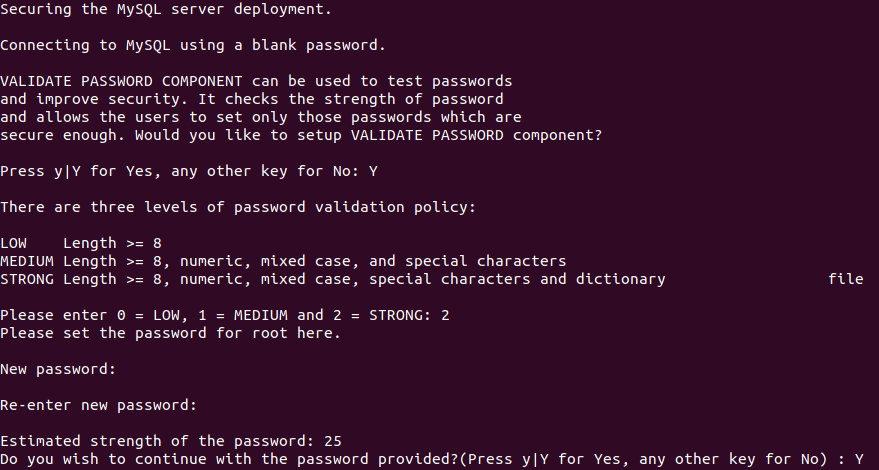 Securing the MySQL server deployment.
Connecting to MySQL using a blank password.
VALIDATE PASSWORD COMPONENT can be used to test passwords
and improve security. It checks the strength of password
and allows the users to set only those passwords which are
secure enough. Would you like to setup VALIDATE PASSWORD component?
Press y|Y for Yes, any other key for No: Y
There are three levels of password validation policy:
LOW    Length >= 8
MEDIUM Length >= 8, numeric, mixed case, and special characters
STRONG Length >= 8, numeric, mixed case, special characters and dictionary                  file
Please enter 0 = LOW, 1 = MEDIUM and 2 = STRONG: 2
Please set the password for root here.
New password:
Re-enter new password:
Estimated strength of the password: 25
Do you wish to continue with the password provided?(Press y|Y for Yes, any other key for No) : Y